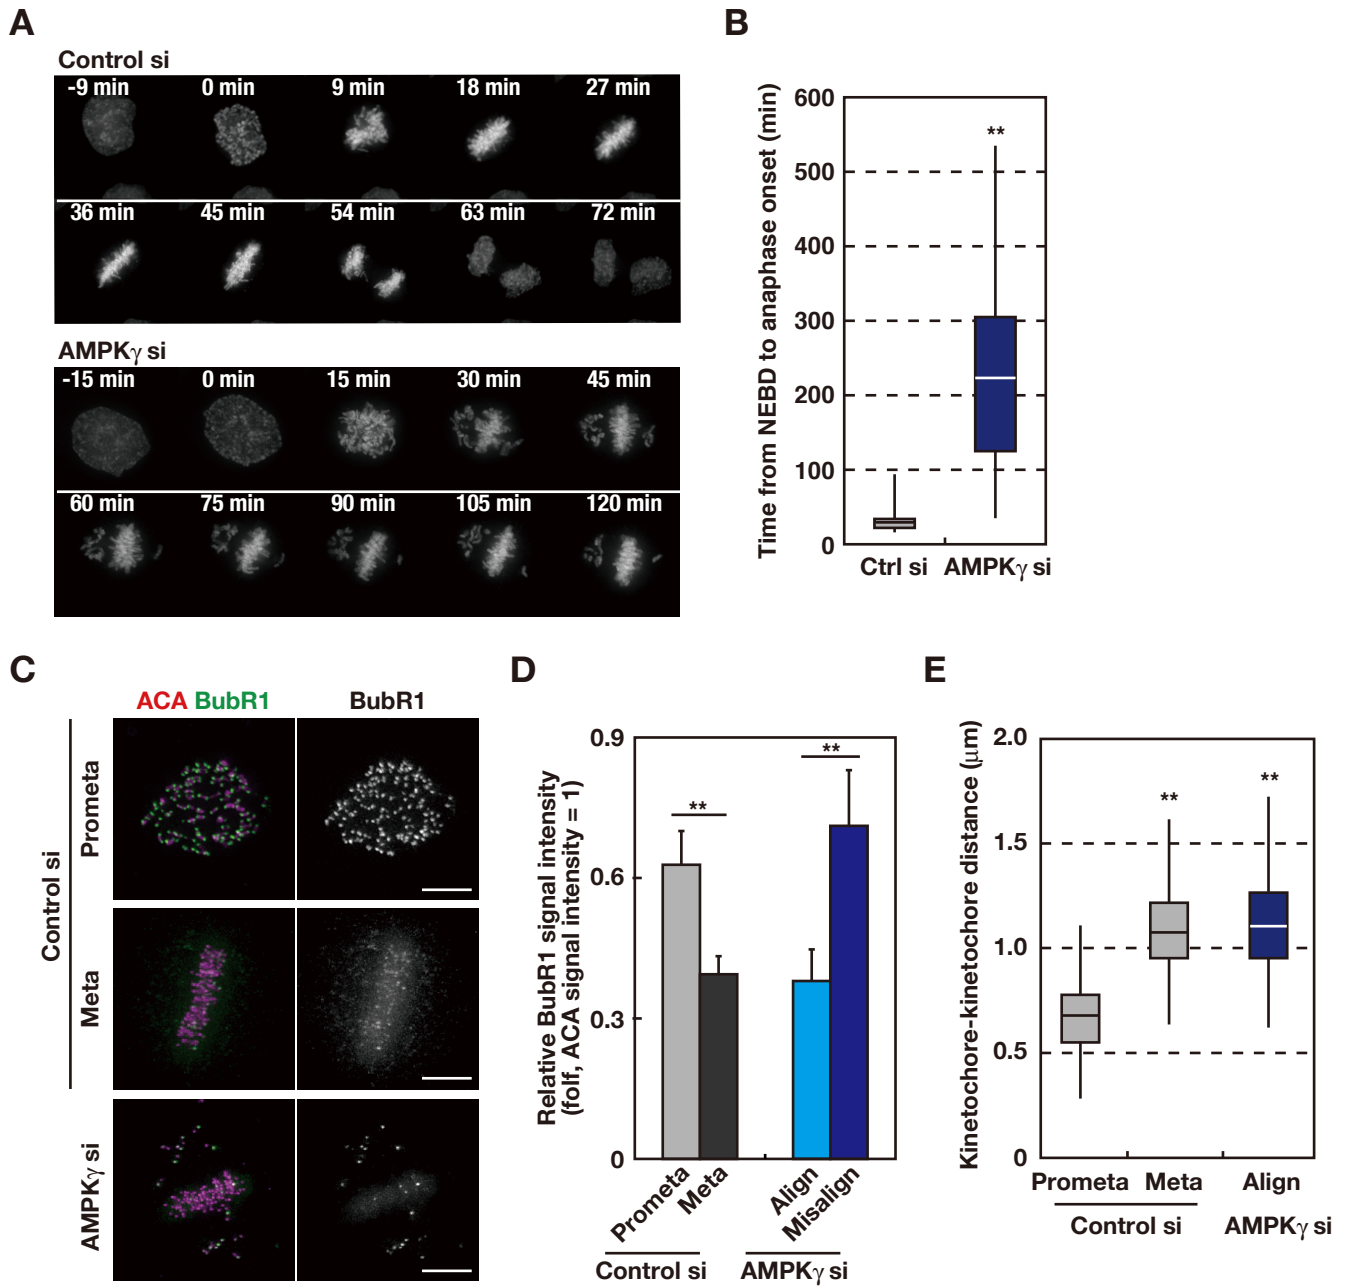 A
Control si
-9 min 0 min 9 min 18 min 27 min
36 min 45 min 54 min 63 min 72 min
AMPKγ si
-15 min 0 min 15 min 30 min 45 min
60 min 75 min 90 min 105 min 120 min
B
Time from NEBD to anaphase onset (min)
600
500
400
300
200
100
0
**
Ctrl si AMPKγ si
C
ACA BubR1 BubR1
Control si
Prometa
Meta
AMPKγ si
D
Relative BubR1 signal intensity
(folf, ACA signal intensity = 1)
0.9
0.6
0.3
0
**
**
Prometa
Meta
Align
Misalign
Control si AMPKγ si
E
Kinetochore-kinetochore distance (μm)
2.0
1.5
1.0
0.5
0
**
**
Prometa Meta Align
Control si AMPKγ si